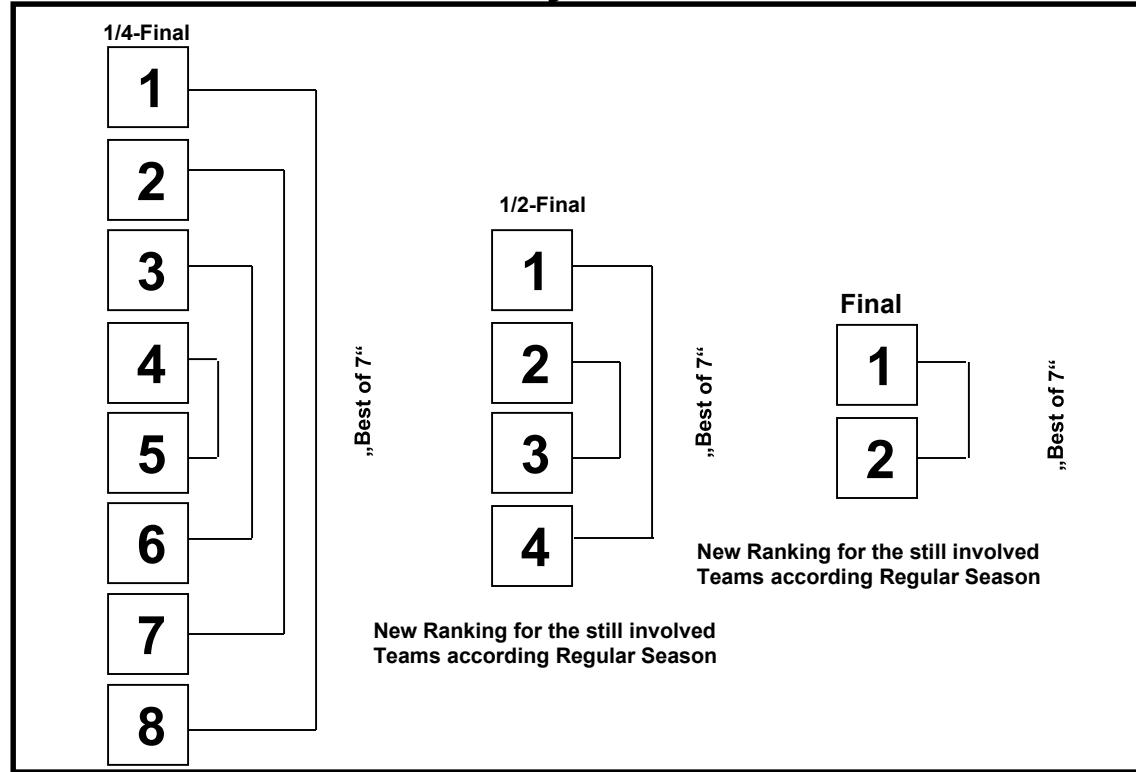 1/4-Final
1
2
3
4
5
6
7
8
„Best of 7“
1/2-Final
1
2
3
4
„Best of 7“
New Ranking for the still involved
Teams according Regular Season
Final
1
2
„Best of 7“
New Ranking for the still involved
Teams according Regular Season